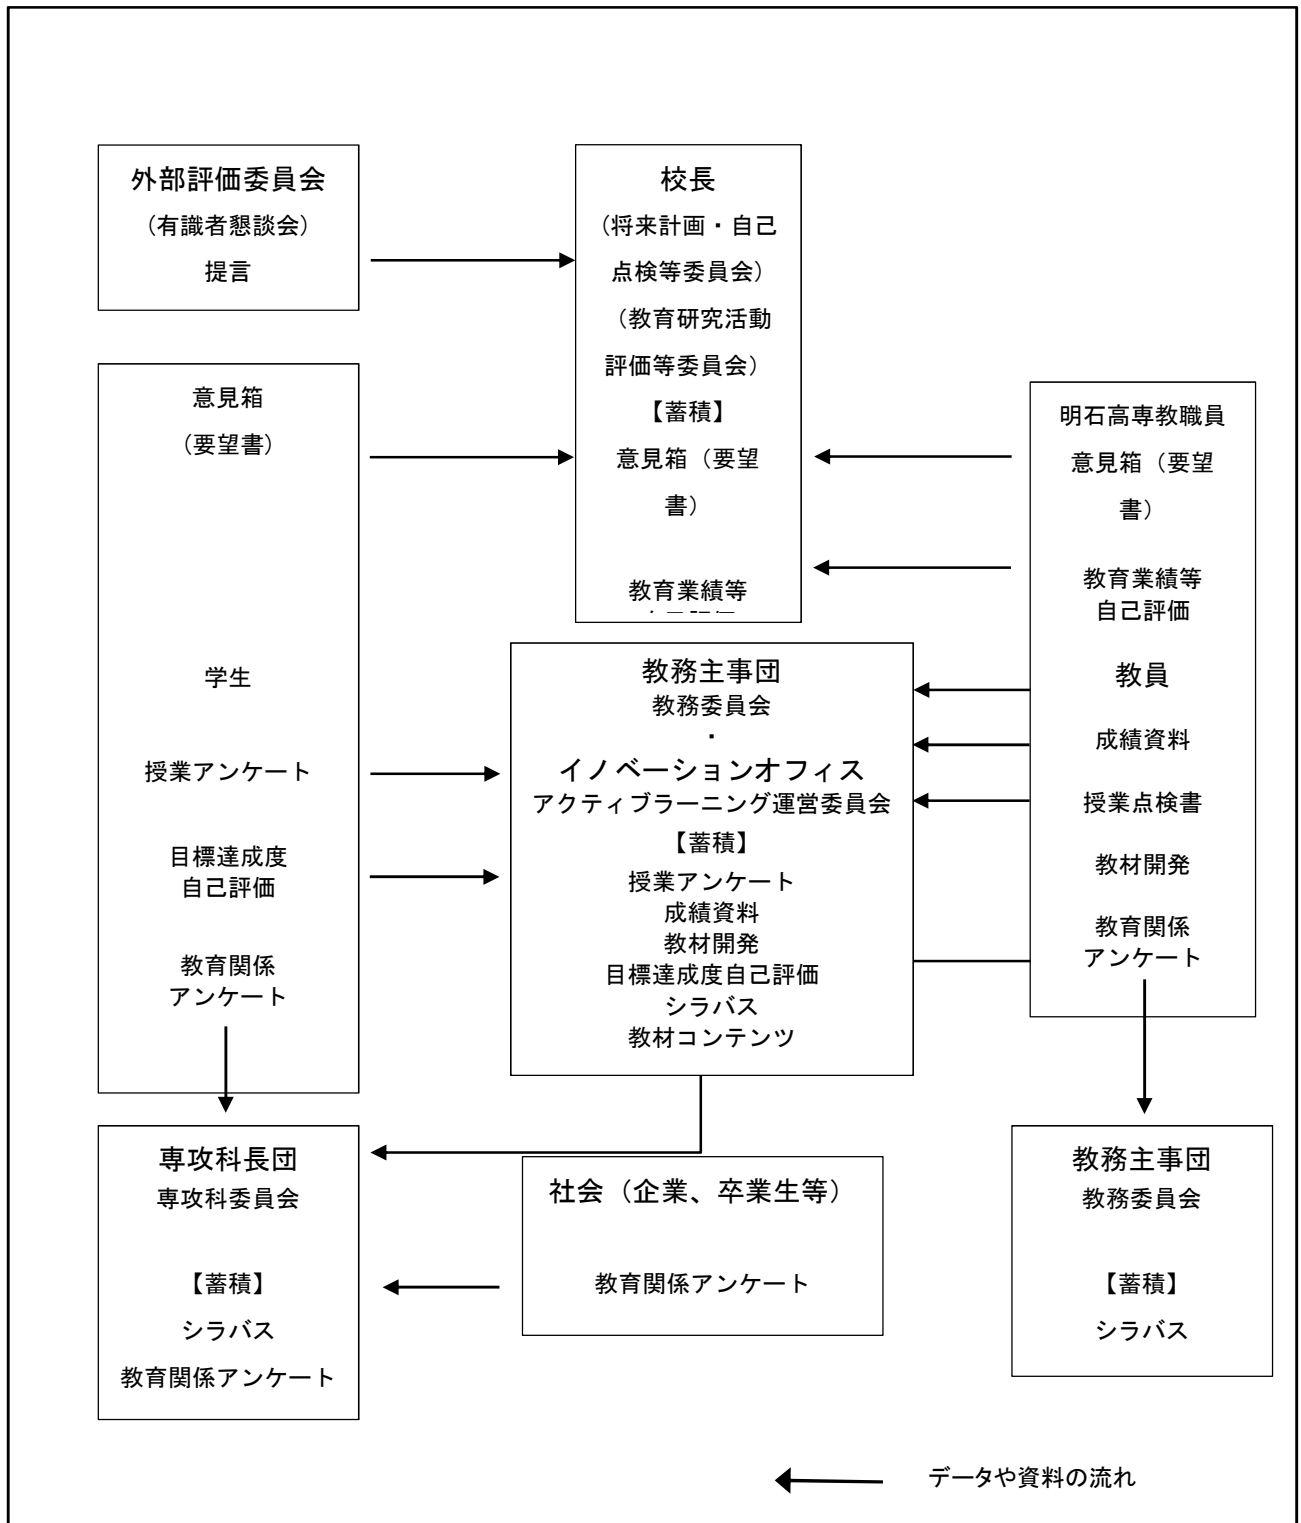 外部評価委員会
（有識者懇談会）
提言
校長
（将来計画・自己
点検等委員会）
（教育研究活動
評価等委員会）
【蓄積】
意見箱（要望
書）
教育業績等
意見箱
（要望書）
学生
授業アンケート
目標達成度
自己評価
教育関係
アンケート
明石高専教職員
意見箱（要望
書）
教育業績等
自己評価
教員
成績資料
授業点検書
教材開発
教育関係
アンケート
教務主事団
教務委員会
・
イノベーションオフィス
アクティブラーニング運営委員会
【蓄積】
授業アンケート
成績資料
教材開発
目標達成度自己評価
シラバス
教材コンテンツ
専攻科長団
専攻科委員会
【蓄積】
シラバス
教育関係アンケート
社会（企業、卒業生等）
教育関係アンケート
教務主事団
教務委員会
【蓄積】
シラバス
データや資料の流れ